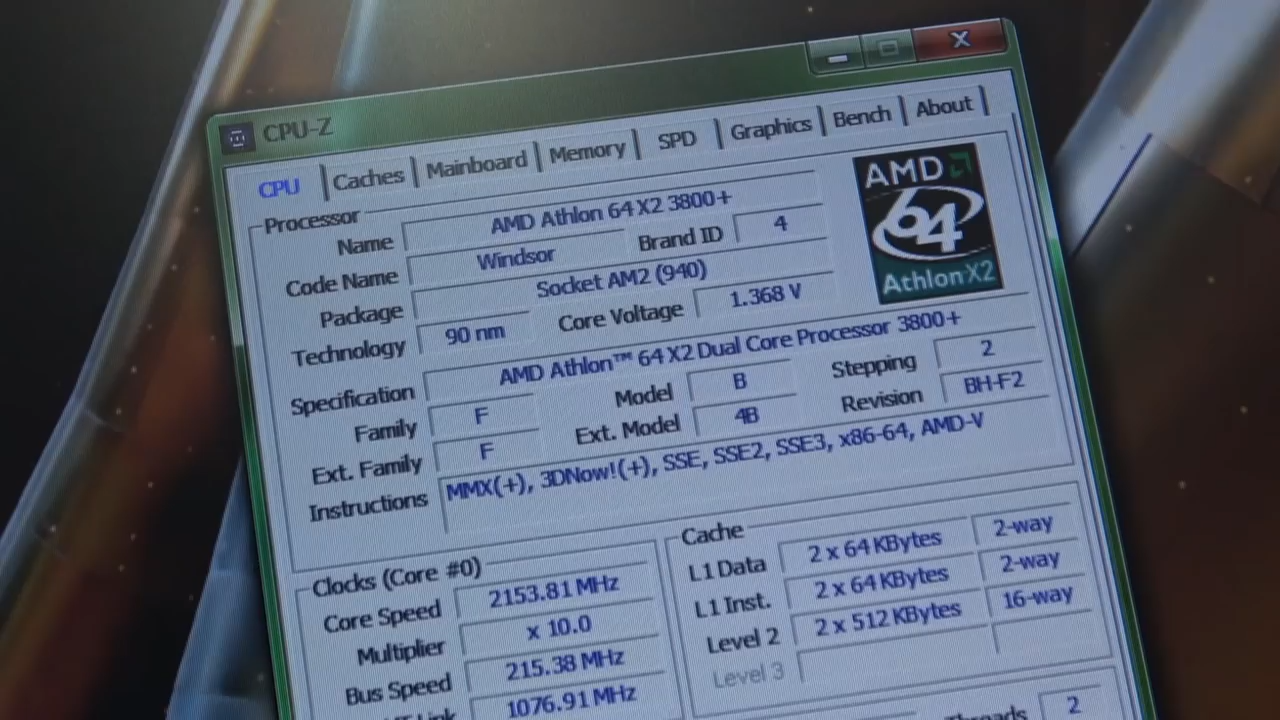 CPU-Z
CPU Caches Mainboard Memory SPD Graphics Bench About
Processor
Name AMD Athlon 64 X2 3800+
Code Name Windsor Brand ID 4
Package Socket AM2 (940)
Technology 90 nm Core Voltage 1.368 V
AMD
64
Athlon X2
Specification AMD Athlon™ 64 X2 Dual Core Processor 3800+
Family F Model B Stepping 2
Ext. Family F Ext. Model 4B Revision BH-F2
Instructions MMX(+), 3DNow!(+), SSE, SSE2, SSE3, x86-64, AMD-V
Clocks (Core #0)
Core Speed 2153.81 MHz
Multiplier x 10.0
Bus Speed 215.38 MHz
Link 1076.91 MHz
Cache
L1 Data 2 x 64 KBytes 2-way
L1 Inst. 2 x 64 KBytes 2-way
Level 2 2 x 512 KBytes 16-way
Level 3
Threads 2